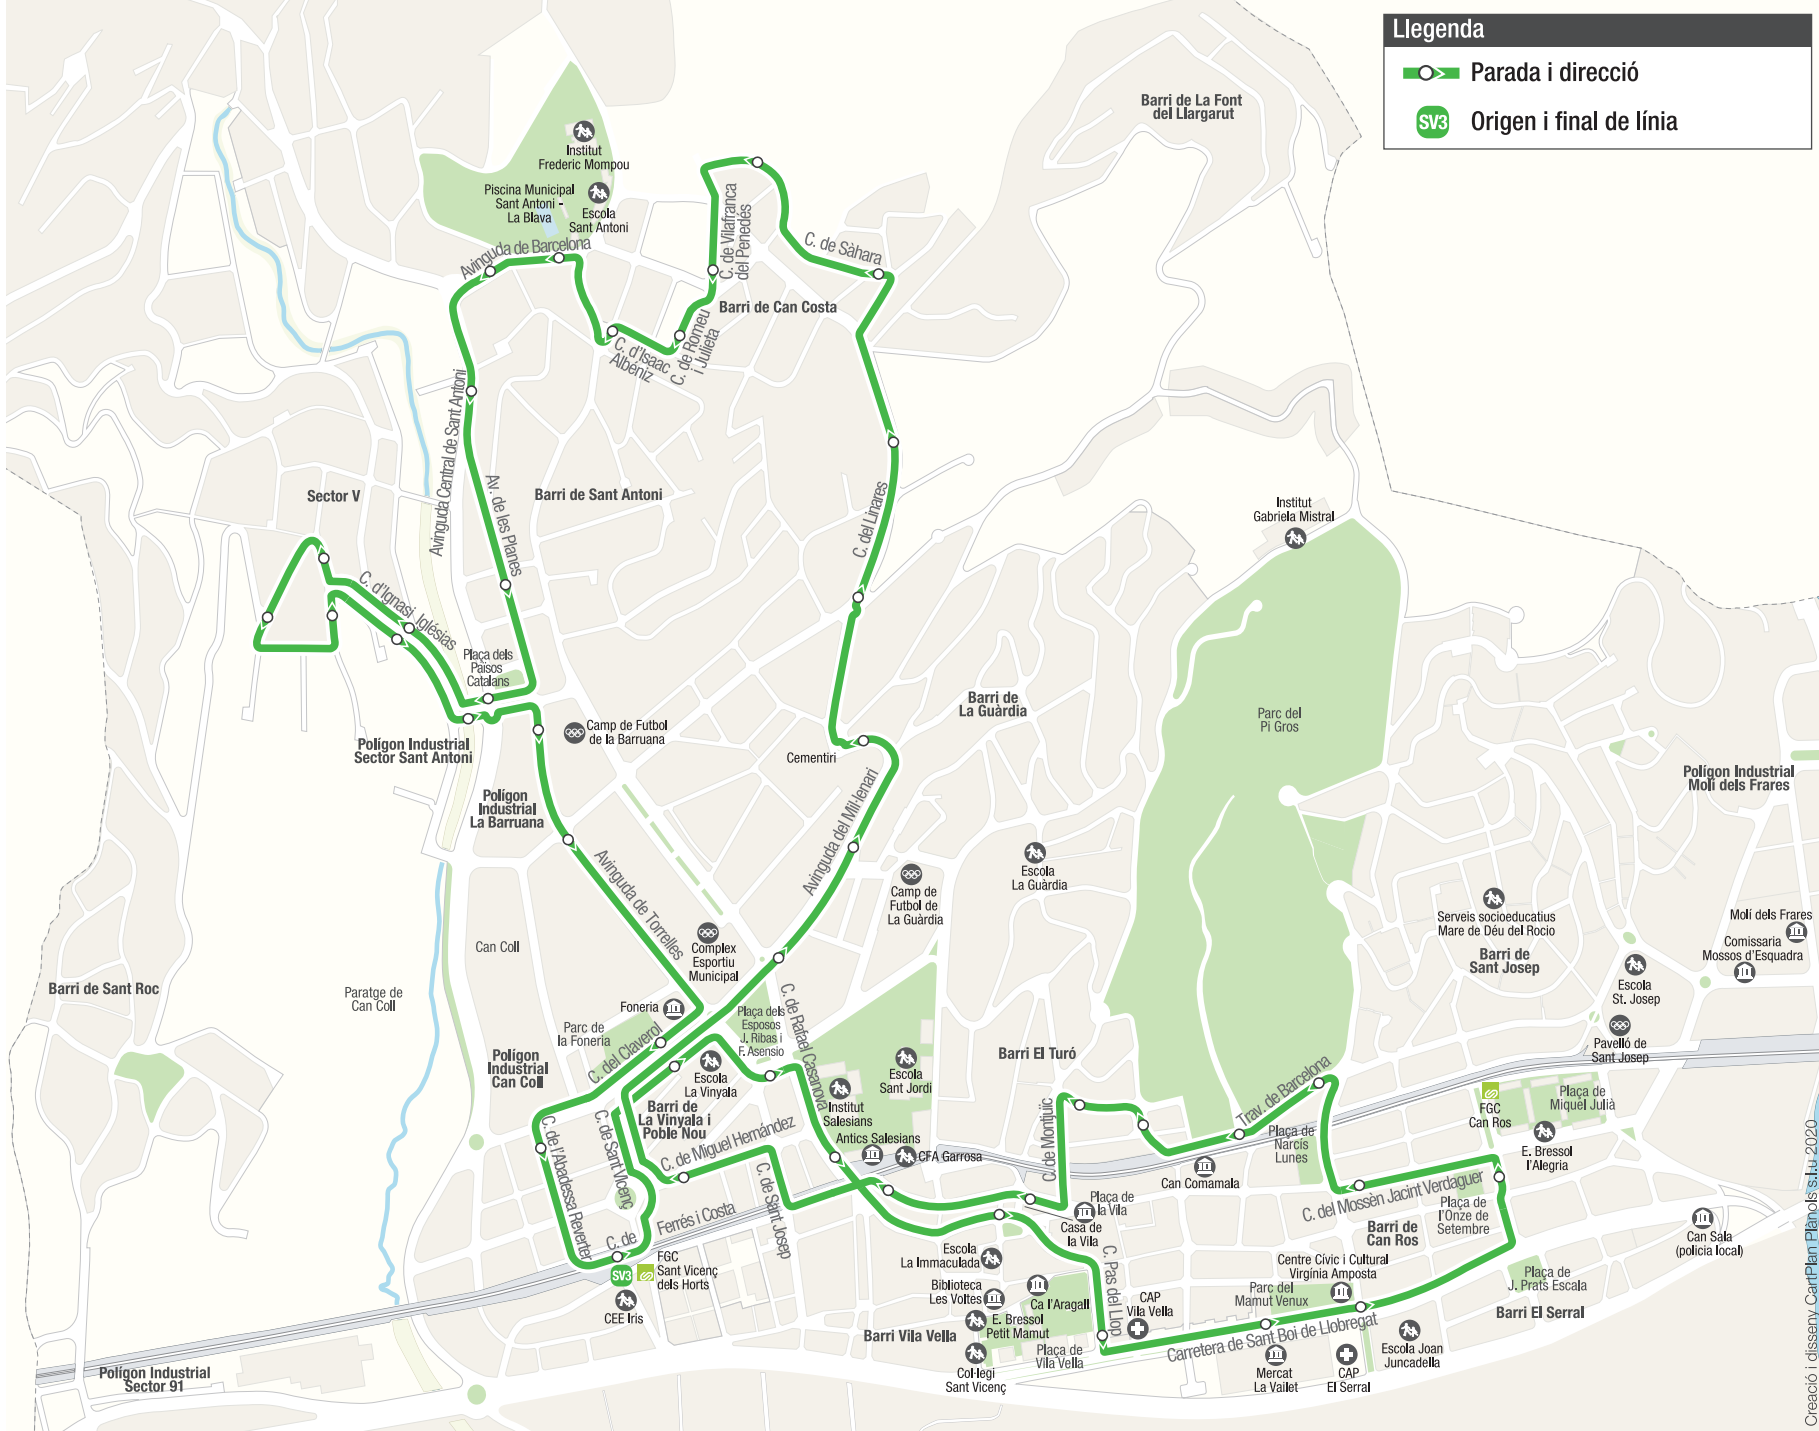 Llegenda
Parada i direcció
SV3
Origen i final de línia
Barri de La Font
del Llargarut
Institut
Frederic Mompou
Piscina Municipal
Sant Antoni -
La Blava
Escola
Sant Antoni
Avinguda de Barcelona
C. de Vilafranca
del Penedès
C. de Sàhara
Barri de Can Costa
C. de Romeu
i Julieta
C. d'Isaac
Albéniz
Avinguda Central de Sant Antoni
Av. de les Planes
Sector V
Barri de Sant Antoni
C. del Linares
Institut
Gabriela Mistral
C. d'Ignasi Iglésias
Plaça dels
Països
Catalans
Barri de
La Guàrdia
Parc del
Pi Gros
Camp de Futbol
de la Barruana
Polígon Industrial
Sector Sant Antoni
Cementiri
Polígon Industrial
Molí dels Frares
Polígon
Industrial
La Barruana
Avinguda del Mil·lenari
Avinguda de Torrelles
Escola
La Guàrdia
Camp de
Futbol de
La Guàrdia
Serveis socioeducatius
Mare de Déu del Rocio
Molí dels Frares
Comissaria
Mossos d'Esquadra
Barri de
Sant Josep
Escola
St. Josep
Can Coll
Complex
Esportiu
Municipal
Barri de Sant Roc
Paratge de
Can Coll
Foneria
Parc de
la Foneria
Plaça dels
Esposos
J. Ribas i
F. Asensio
C. de Rafael Casanova
C. del Claverol
Polígon
Industrial
Can Coll
Escola
La Vinyala
Escola
Sant Jordi
Barri El Turó
Pavelló de
Sant Josep
Trav. de Barcelona
FGC
Can Ros
Plaça de
Miquel Julià
Barri de
La Vinyala i
Poble Nou
Institut
Salesians
Antics Salesians
CFA Garrosa
C. de Miguel Hernández
C. de Montjuïc
Plaça de
Narcís
Lunes
E. Bressol
l'Alegria
C. de l'Abadessa Reverter
C. de Sant Vicenç
C. de Sant Josep
Can Comamala
C. del Mossèn Jacint Verdaguer
C. de Ferrés i Costa
Plaça de
la Vila
Casa de
la Vila
Plaça de
l'Onze de
Setembre
Barri de
Can Ros
Can Sala
(policia local)
SV3
FGC
Sant Vicenç
dels Horts
Escola
La Immaculada
C. Pas del Llop
Centre Cívic i Cultural
Virgínia Amposta
Plaça de
J. Prats Escala
CEE Iris
Biblioteca
Les Voltes
Ca l'Aragall
CAP
Vila Vella
Parc del
Mamut Venux
Barri El Serral
Barri Vila Vella
E. Bressol
Petit Mamut
Carretera de Sant Boi de Llobregat
Col·legi
Sant Vicenç
Plaça de
Vila Vella
Mercat
La Vailet
CAP
El Serral
Escola Joan
Juncadella
Polígon Industrial
Sector 91
Creació i disseny CartPlan Plànols s.l.u 2020